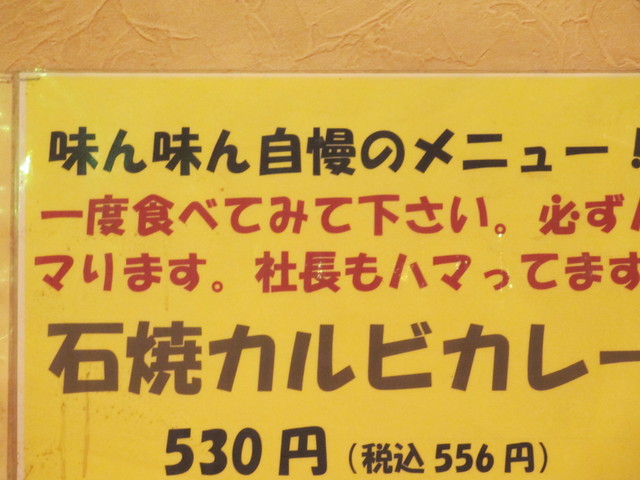 味ん味ん自慢のメニュー！
一度食べてみて下さい。必ず
マります。社長もハマってます
石焼カルビカレー
530円（税込556円）